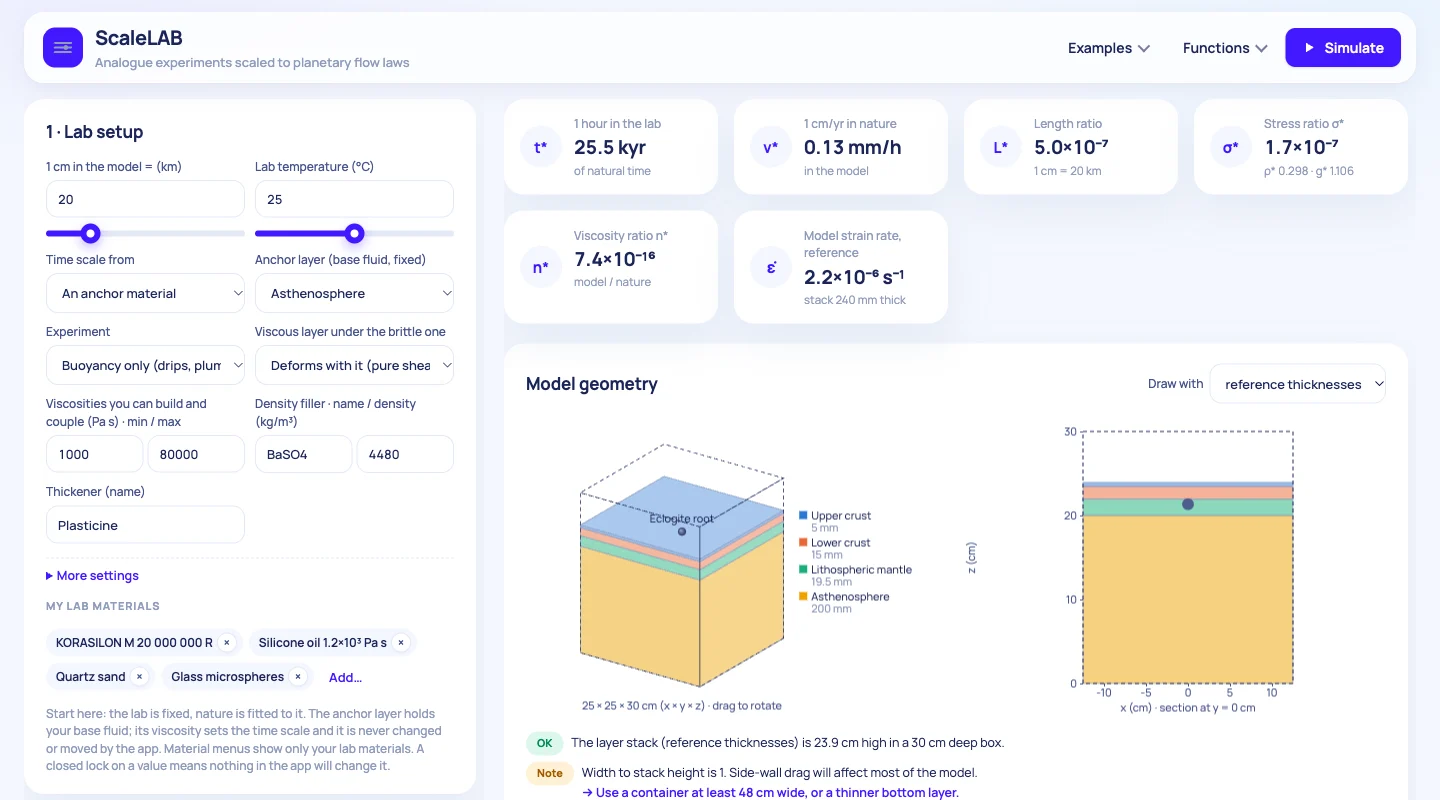 ScaleLAB
Analogue experiments scaled to planetary flow laws
Examples
Functions
Simulate
1 · Lab setup
1 cm in the model = (km)
Lab temperature (°C)
20
25
Time scale from
Anchor layer (base fluid, fixed)
An anchor material
Asthenosphere
Experiment
Viscous layer under the brittle one
Buoyancy only (drips, plum
Deforms with it (pure shea
Viscosities you can build and
couple (Pa s) · min / max
Density filler · name / density
(kg/m³)
1000
80000
BaSO4
4480
Thickener (name)
Plasticine
More settings
MY LAB MATERIALS
KORASILON M 20 000 000 R ×
Silicone oil 1.2×10³ Pa s ×
Quartz sand ×
Glass microspheres ×
Add...
Start here: the lab is fixed, nature is fitted to it. The anchor layer holds
your base fluid; its viscosity sets the time scale and it is never changed
or moved by the app. Material menus show only your lab materials. A
closed lock on a value means nothing in the app will change it.
t*
1 hour in the lab
25.5 kyr
of natural time
v*
1 cm/yr in nature
0.13 mm/h
in the model
L*
Length ratio
5.0×10⁻⁷
1 cm = 20 km
σ*
Stress ratio σ*
1.7×10⁻⁷
ρ* 0.298 · g* 1.106
n*
Viscosity ratio n*
7.4×10⁻¹⁶
model / nature
ε̇
Model strain rate,
reference
2.2×10⁻⁶ s⁻¹
stack 240 mm thick
Model geometry
Draw with
reference thicknesses
Eclogite root
Upper crust
5 mm
Lower crust
15 mm
Lithospheric mantle
19.5 mm
Asthenosphere
200 mm
25 × 25 × 30 cm (x × y × z) · drag to rotate
z (cm)
30
20
10
0
-10
-5
0
5
10
x (cm) · section at y = 0 cm
OK
The layer stack (reference thicknesses) is 23.9 cm high in a 30 cm deep box.
Note
Width to stack height is 1. Side-wall drag will affect most of the model.
→ Use a container at least 48 cm wide, or a thinner bottom layer.